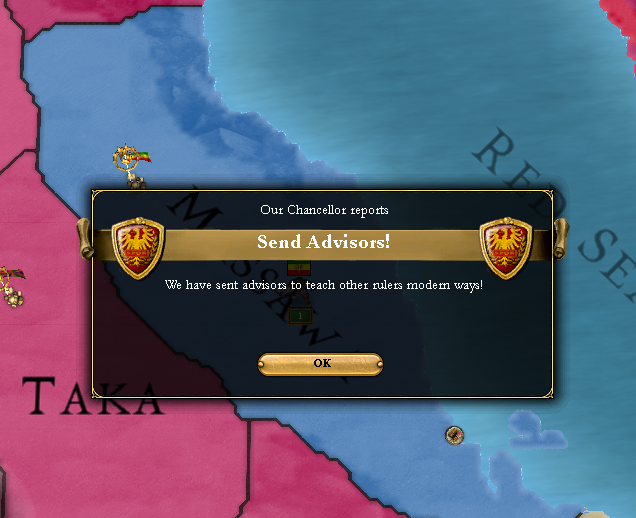 RED SEA
Our Chancellor reports
Send Advisors!
We have sent advisors to teach other rulers modern ways!
1
OK
TAKA